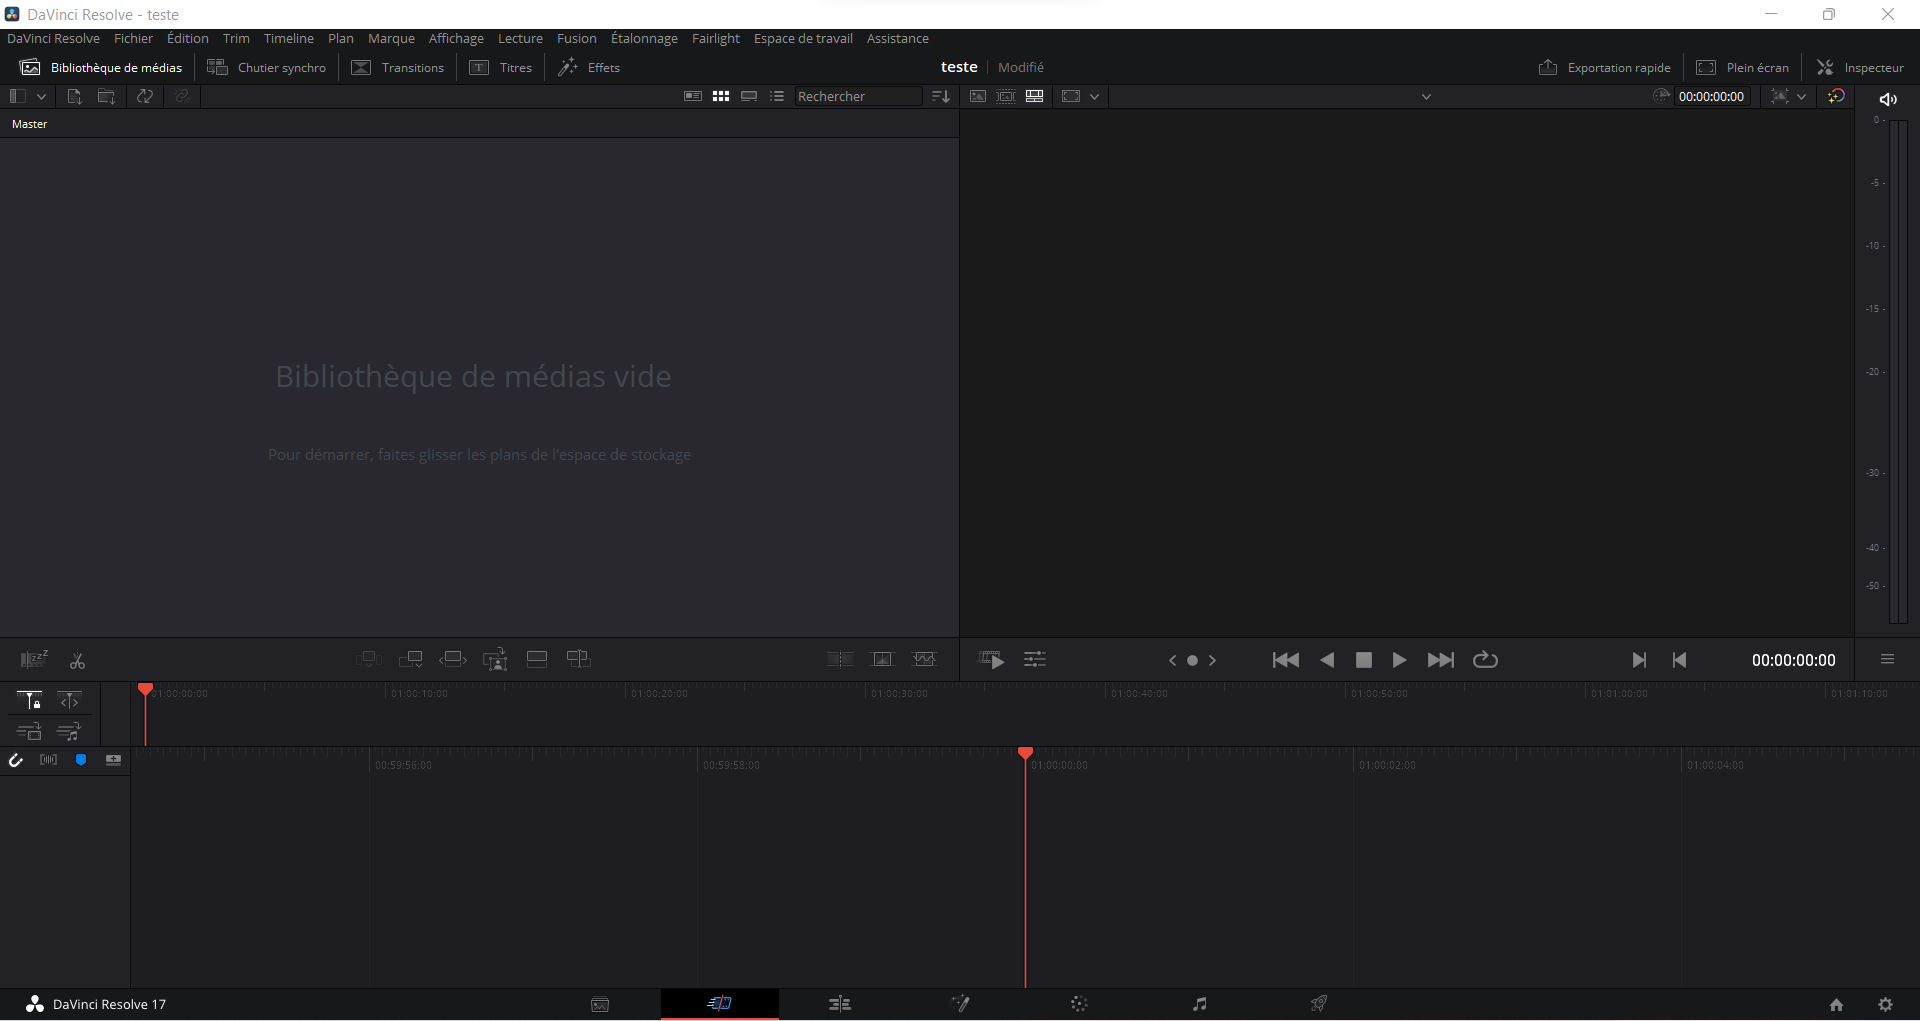 DaVinci Resolve - teste
DaVinci Resolve Fichier Édition Trim Timeline Plan Marque Affichage Lecture Fusion Étalonnage Fairlight Espace de travail Assistance
Bibliothèque de médias Chutier synchro Transitions Titres Effets teste Modifié Exportation rapide Plein écran Inspecteur
Rechercher 00:00:00:00
Master
0
-5
-10
-15
-20
-30
-40
-50
Bibliothèque de médias vide
Pour démarrer, faites glisser les plans de l'espace de stockage
00:00:00:00
01:00:00:00 01:00:10:00 01:00:20:00 01:00:30:00 01:00:40:00 01:00:50:00 01:01:00:00 01:01:10:00
00:59:56:00 00:59:58:00 01:00:00:00 01:00:02:00 01:00:04:00
DaVinci Resolve 17